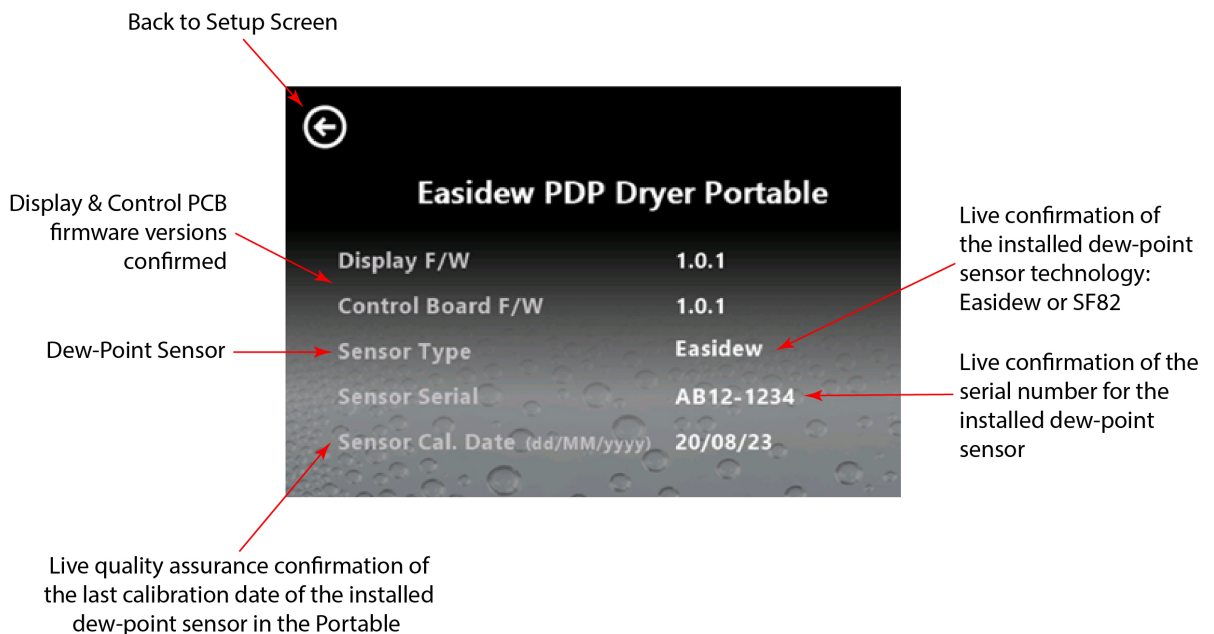 Back to Setup Screen
Easidew PDP Dryer Portable
Display & Control PCB
firmware versions
confirmed
Display F/W 1.0.1
Control Board F/W 1.0.1
Dew-Point Sensor
Sensor Type Easidew
Sensor Serial AB12-1234
Sensor Cal. Date (dd/MM/yyyy) 20/08/23
Live confirmation of
the installed dew-point
sensor technology:
Easidew or SF82
Live confirmation of the
serial number for the
installed dew-point
sensor
Live quality assurance confirmation of
the last calibration date of the installed
dew-point sensor in the Portable